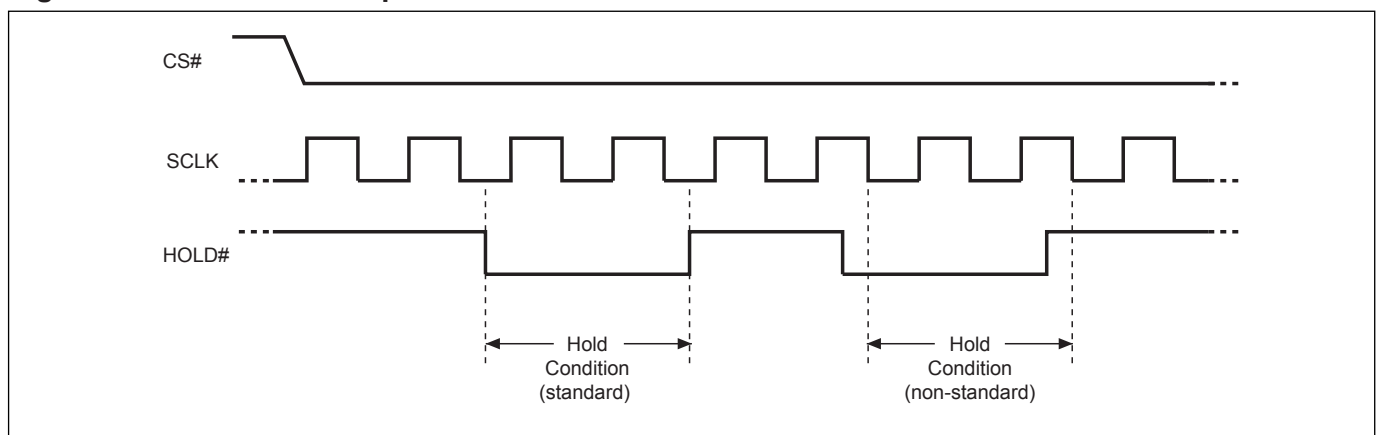 CS#
SCLK
HOLD#
Hold
Condition
(standard)
Hold
Condition
(non-standard)